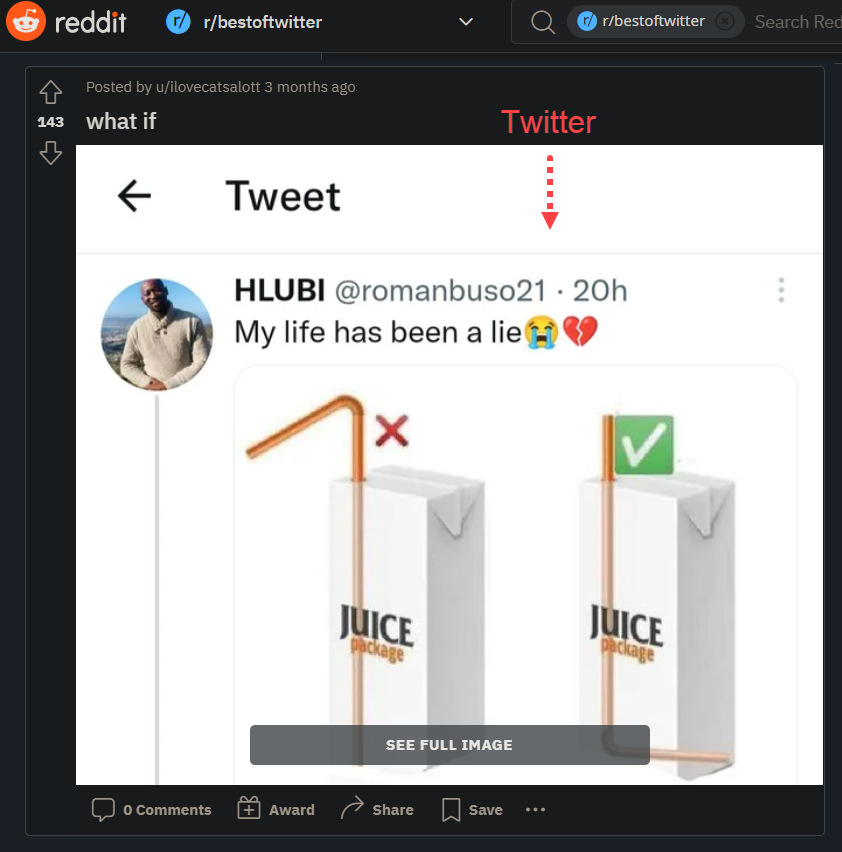 reddit r/ r/bestoftwitter r/ r/bestoftwitter Search Red
Posted by u/ilovecatsalott 3 months ago
143
what if
Twitter
Tweet
HLUBI @romanbuso21 · 20h
My life has been a lie😭💔
JUICE
package
JUICE
package
SEE FULL IMAGE
0 Comments Award Share Save